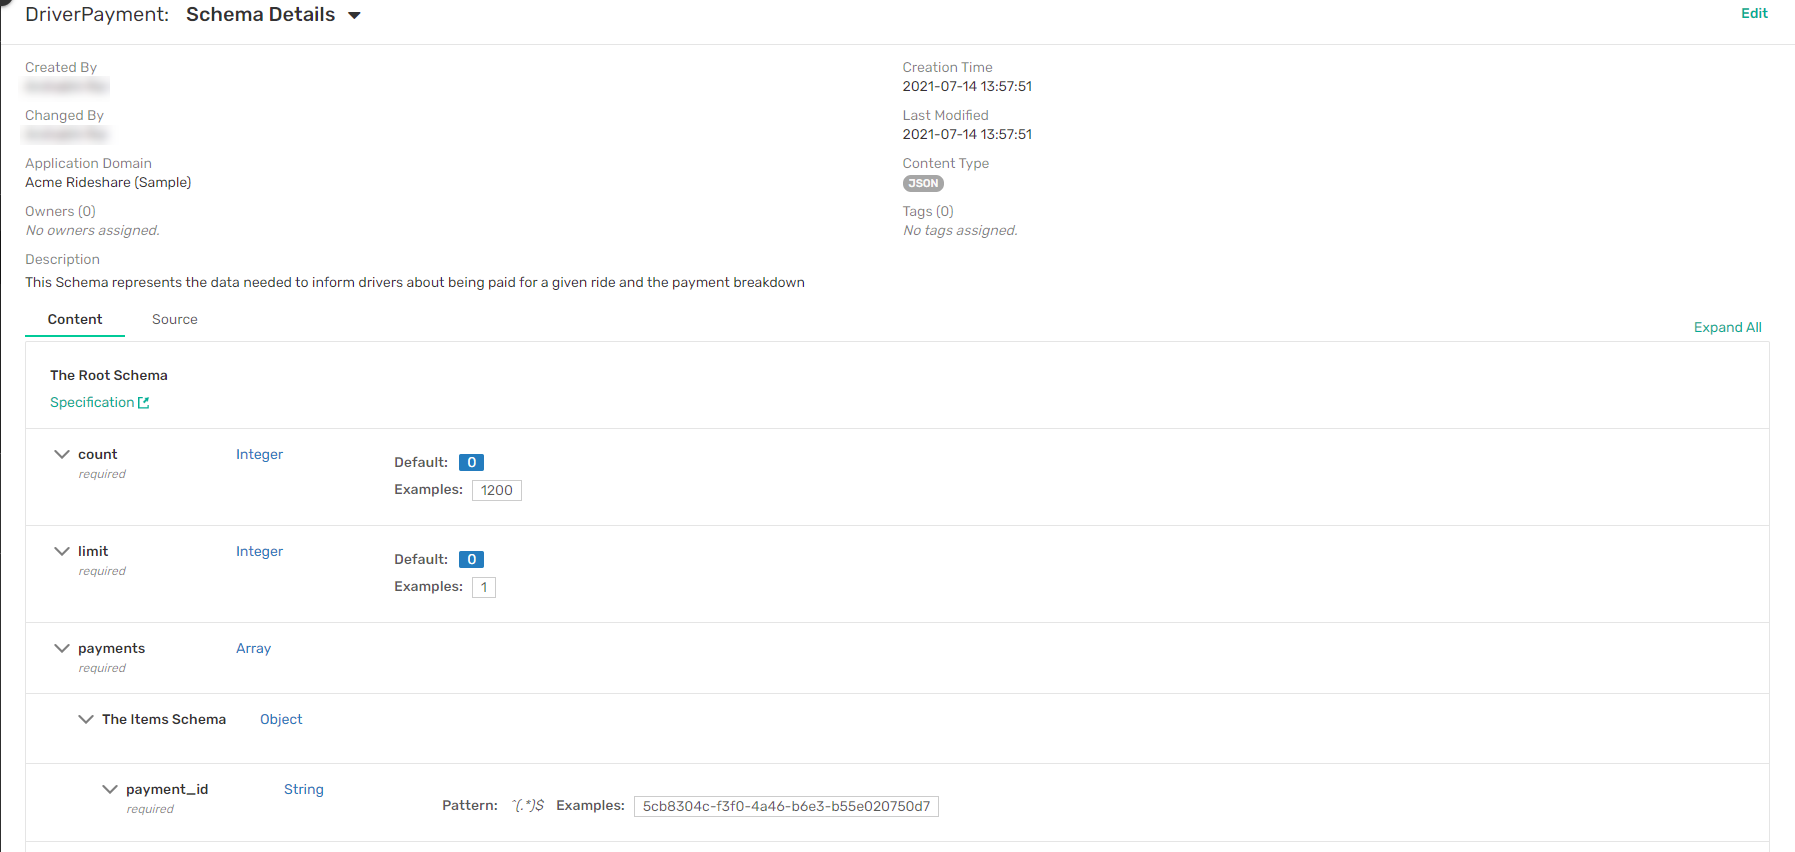 DriverPayment: Schema Details
Edit
Created By
Creation Time
2021-07-14 13:57:51
Changed By
Last Modified
2021-07-14 13:57:51
Application Domain
Content Type
Acme Rideshare (Sample)
JSON
Owners (0)
Tags (0)
No owners assigned.
No tags assigned.
Description
This Schema represents the data needed to inform drivers about being paid for a given ride and the payment breakdown
Content Source
Expand All
The Root Schema
Specification
count Integer
required
Default: 0
Examples: 1200
limit Integer
required
Default: 0
Examples: 1
payments Array
required
The Items Schema Object
payment_id String
required
Pattern: ^(.*)$ Examples: 5cb8304c-f3f0-4a46-b6e3-b55e020750d7